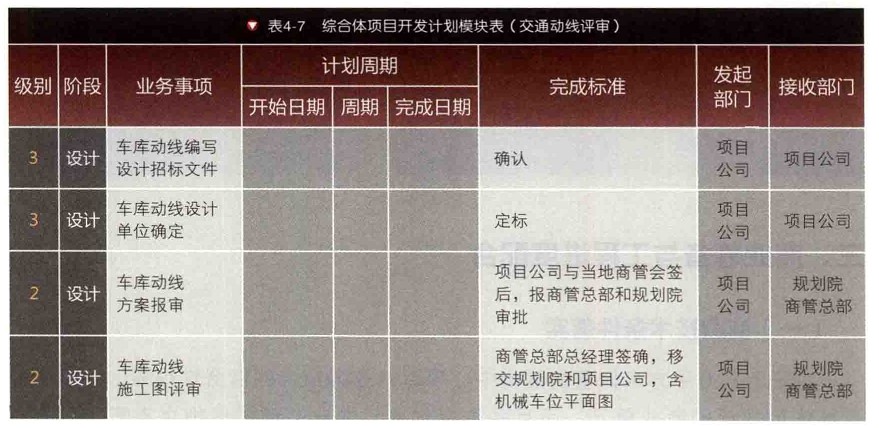 ▼ 表4-7 综合体项目开发计划模块表（交通动线评审）
级别 阶段 业务事项 计划周期 完成标准 发起部门 接收部门
开始日期 周期 完成日期
3 设计 车库动线编写 确认 项目公司 项目公司
设计招标文件
3 设计 车库动线设计 定标 项目公司 项目公司
单位确定
2 设计 车库动线 项目公司与当地商管会签 项目公司 规划院
方案报审 后，报商管总部和规划院 商管总部
审批
2 设计 车库动线 商管总部总经理签确，移 项目公司 规划院
施工图评审 交规划院和项目公司，含 商管总部
机械车位平面图